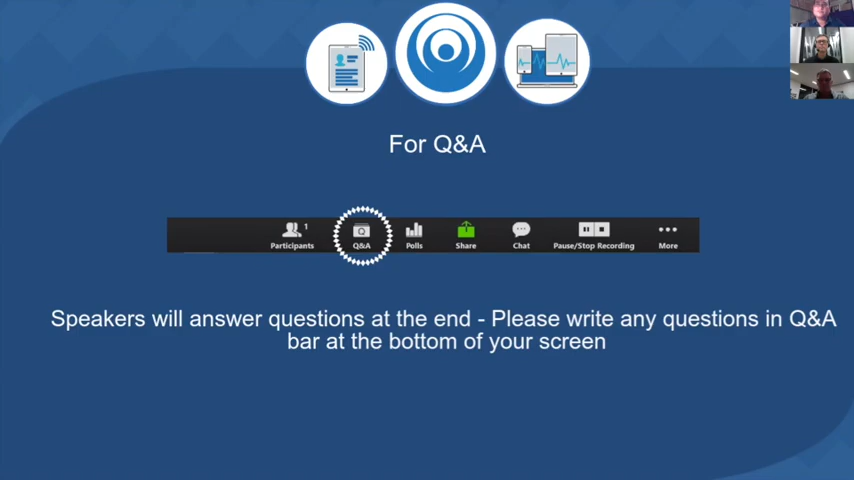 For Q&A
1
Participants
Q&A
Polls
Share
Chat
Pause/Stop Recording
More
Speakers will answer questions at the end - Please write any questions in Q&A
bar at the bottom of your screen